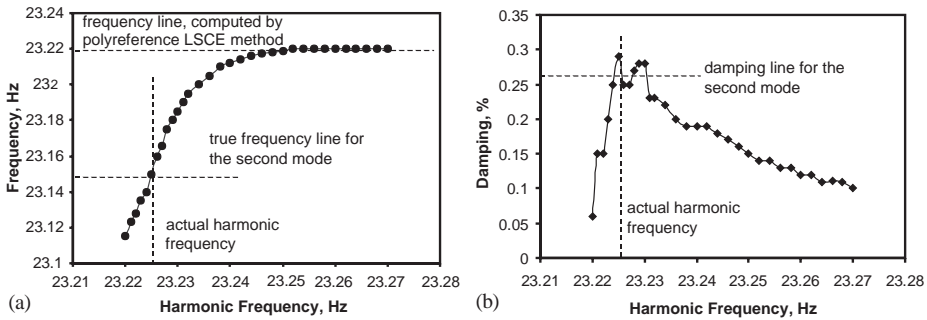 23.24
23.22
23.2
23.18
23.16
23.14
23.12
23.1
Frequency, Hz
frequency line, computed by
polyreference LSCE method
true frequency line for
the second mode
actual harmonic
frequency
23.21 23.22 23.23 23.24 23.25 23.26 23.27 23.28
(a)
Harmonic Frequency, Hz
0.35
0.3
0.25
0.2
0.15
0.1
0.05
0
Damping, %
damping line for the
second mode
actual harmonic
frequency
23.21 23.22 23.23 23.24 23.25 23.26 23.27 23.28
(b)
Harmonic Frequency, Hz